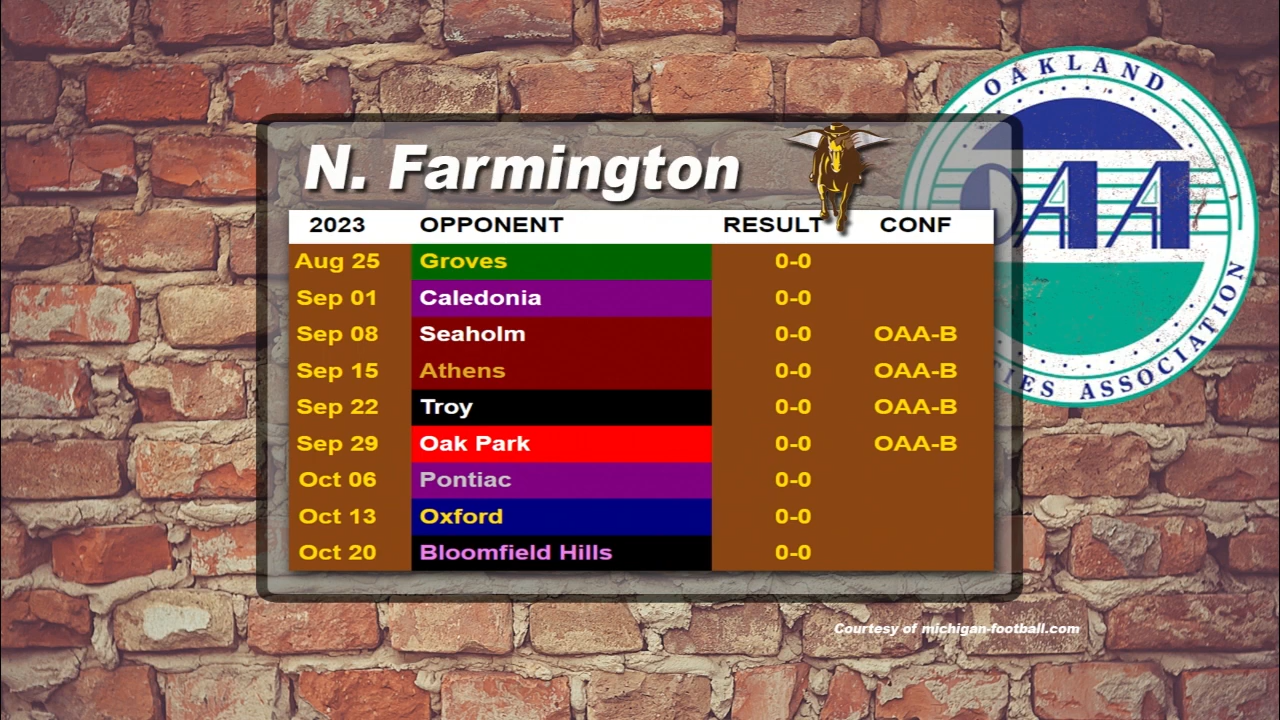 N. Farmington
2023 OPPONENT RESULT CONF
Aug 25 Groves 0-0
Sep 01 Caledonia 0-0
Sep 08 Seaholm 0-0 OAA-B
Sep 15 Athens 0-0 OAA-B
Sep 22 Troy 0-0 OAA-B
Sep 29 Oak Park 0-0 OAA-B
Oct 06 Pontiac 0-0
Oct 13 Oxford 0-0
Oct 20 Bloomfield Hills 0-0
OAKLAND
OAA
ASSOCIATION
Courtesy of michigan-football.com